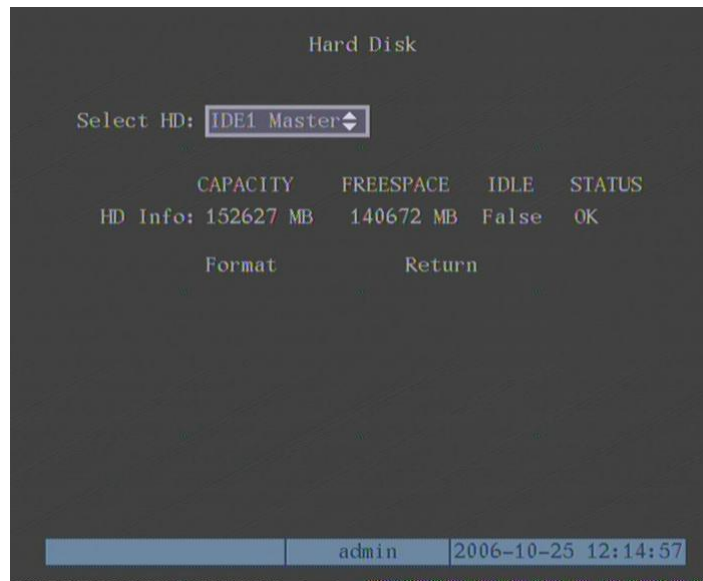 Hard Disk
Select HD: IDE1 Master
CAPACITY FREESPACE IDLE STATUS
HD Info: 152627 MB 140672 MB False OK
Format Return
admin 2006-10-25 12:14:57